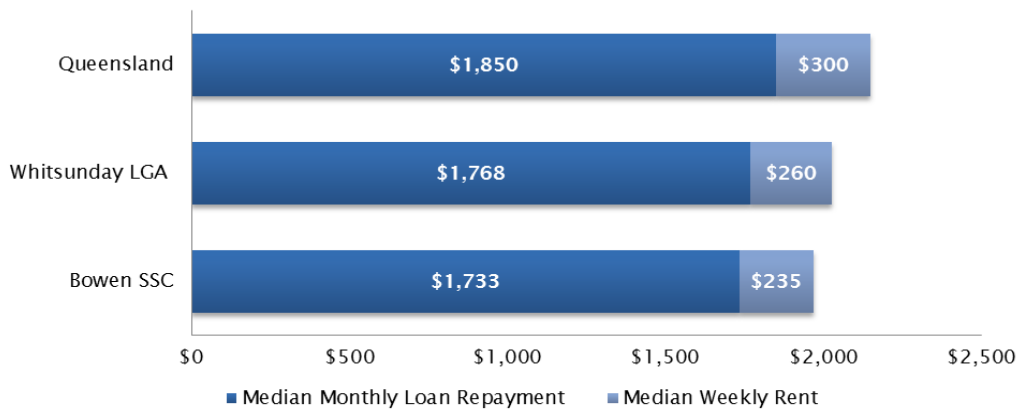 Queensland $1,850 $300
Whitsunday LGA $1,768 $260
Bowen SSC $1,733 $235
$0 $500 $1,000 $1,500 $2,000 $2,500
Median Monthly Loan Repayment Median Weekly Rent